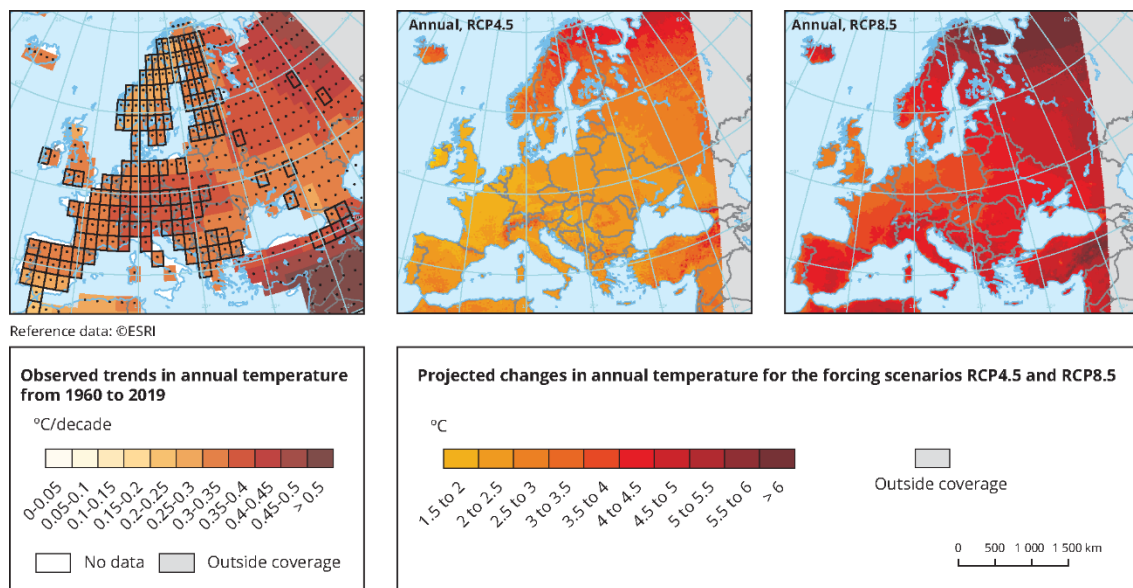 Annual, RCP4.5
Annual, RCP8.5
Reference data: ©ESRI
Observed trends in annual temperature
from 1960 to 2019
°C/decade
0-0.05
0.05-0.1
0.1-0.15
0.15-0.2
0.2-0.25
0.25-0.3
0.3-0.35
0.35-0.4
0.4-0.45
0.45-0.5
> 0.5
No data
Outside coverage
Projected changes in annual temperature for the forcing scenarios RCP4.5 and RCP8.5
°C
1.5 to 2
2 to 2.5
2.5 to 3
3 to 3.5
3.5 to 4
4 to 4.5
4.5 to 5
5 to 5.5
5.5 to 6
> 6
Outside coverage
0 500 1 000 1 500 km